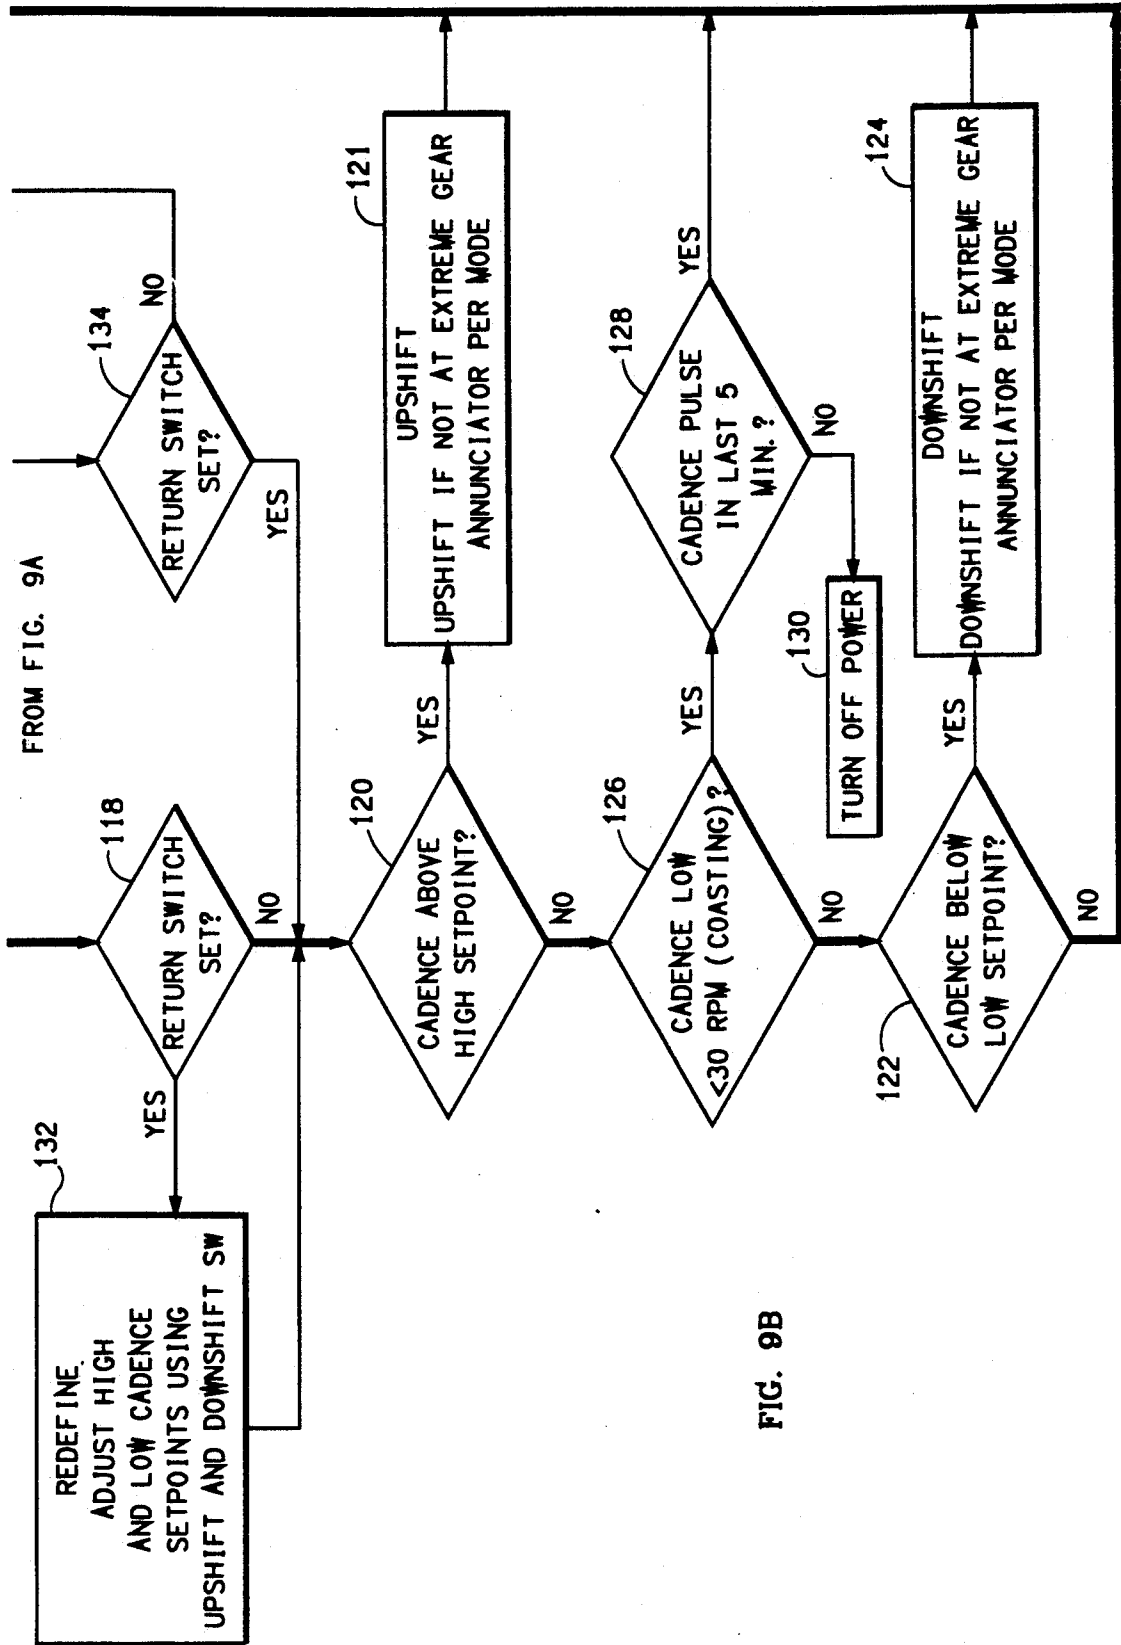 FROM FIG. 9A
132
REDEFINE
ADJUST HIGH
AND LOW CADENCE
SETPOINTS USING
UPSHIFT AND DOWNSHIFT SW
YES
118
RETURN SWITCH
SET?
NO
134
RETURN SWITCH
SET?
NO
YES
120
CADENCE ABOVE
HIGH SETPOINT?
YES
NO
121
UPSHIFT
UPSHIFT IF NOT AT EXTREME GEAR
ANNUNCIATOR PER MODE
126
CADENCE LOW
<30 RPM (COASTING)?
YES
NO
128
CADENCE PULSE
IN LAST 5
MIN.?
YES
NO
130
TURN OFF POWER
122
CADENCE BELOW
LOW SETPOINT?
YES
NO
124
DOWNSHIFT
DOWNSHIFT IF NOT AT EXTREME GEAR
ANNUNCIATOR PER MODE
FIG. 9B